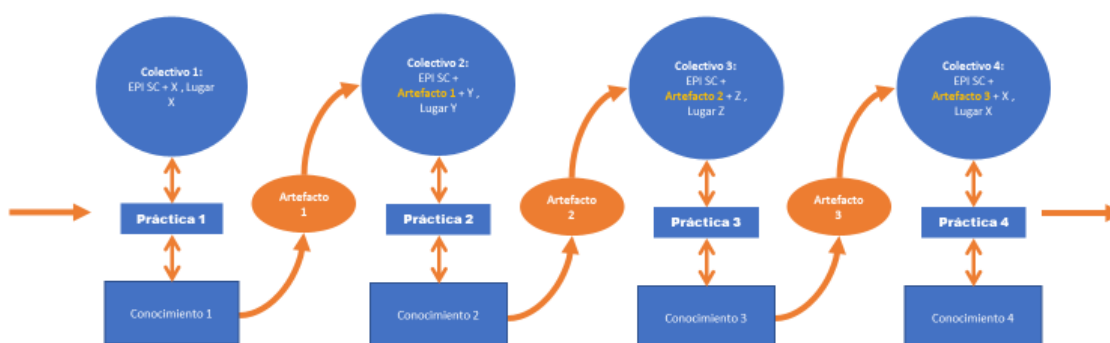 Colectivo 1:
EPI SC + X , Lugar
X
Práctica 1
Conocimiento 1
Artefacto
1
Colectivo 2:
EPI SC +
Artefacto 1 + Y ,
Lugar Y
Práctica 2
Conocimiento 2
Artefacto
2
Colectivo 3:
EPI SC +
Artefacto 2 + Z ,
Lugar Z
Práctica 3
Conocimiento 3
Artefacto
3
Colectivo 4:
EPI SC +
Artefacto 3 + X ,
Lugar X
Práctica 4
Conocimiento 4